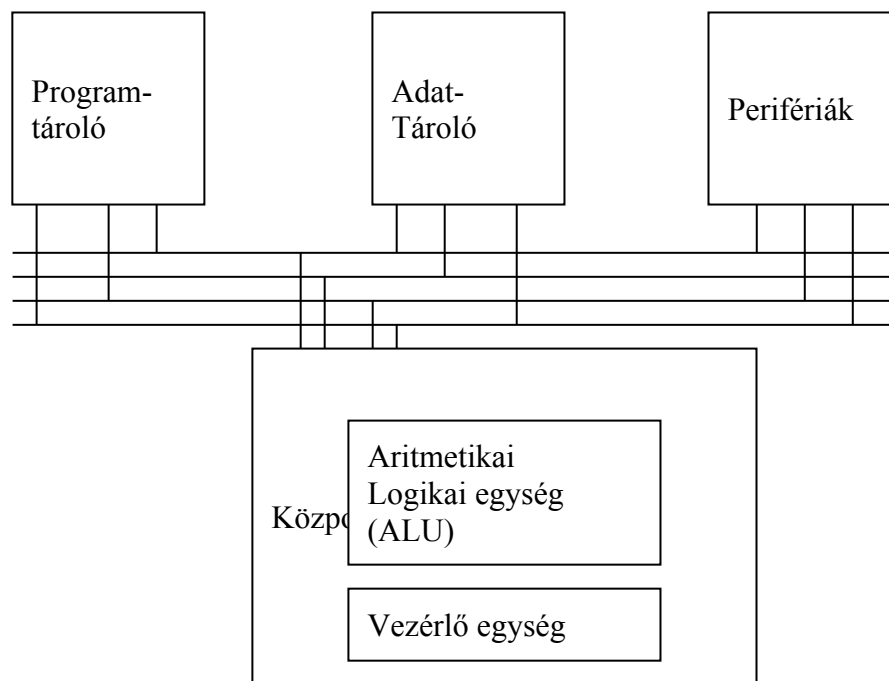 Program-
tároló
Adat-
Tároló
Perifériák
Aritmetikai
Logikai egység
(ALU)
Vezérlő egység